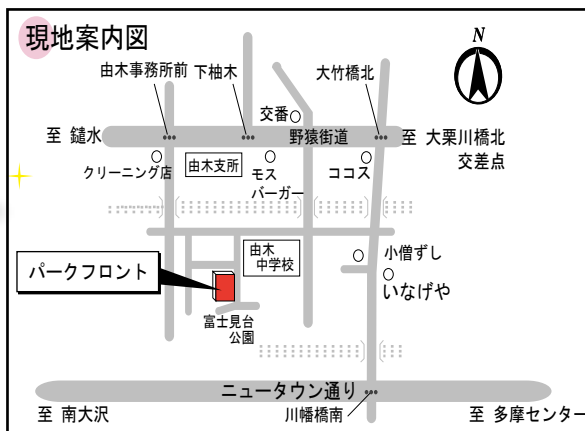 現地案内図
N
由木事務所前
下柚木
大竹橋北
交番
至 鑓水
野猿街道
至 大栗川橋北
交差点
クリーニング店
由木支所
モス
バーガー
ココス
由木
中学校
小僧ずし
パークフロント
いなげや
富士見台
公園
ニュータウン通り
至 南大沢
川幡橋南
至 多摩センター